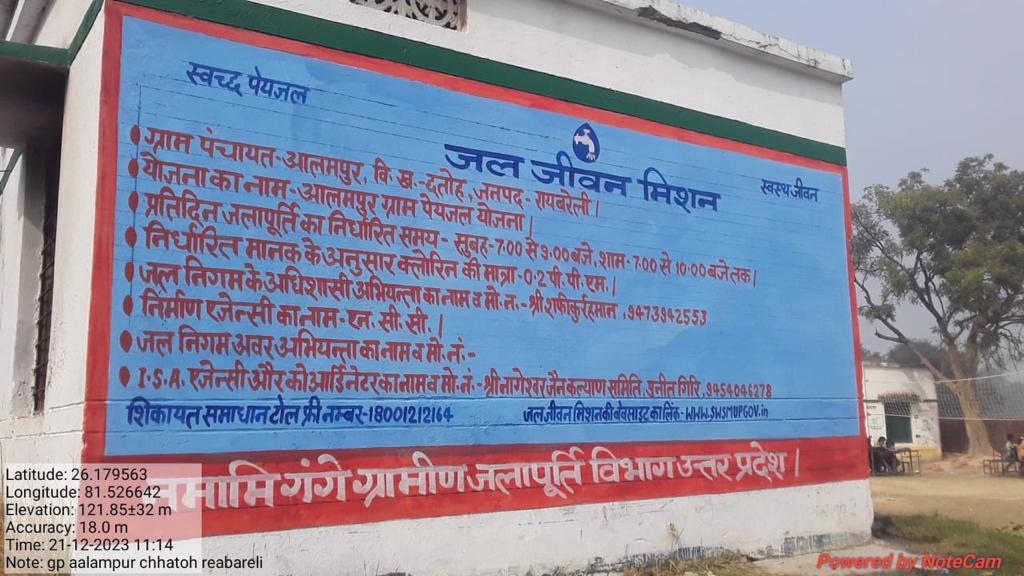 स्वच्छ पेयजल
जल जीवन मिशन
स्वस्थ जीवन
• ग्राम पंचायत-आलमपुर, वि.ख.-छतोह, जनपद-रायबरेली।
• योजना का नाम-आलमपुर ग्राम पेयजल योजना।
• प्रतिदिन जलापूर्ति का निर्धारित समय- सुबह-7:00 से 9:00 बजे, शाम-7:00 से 10:00 बजे तक।
• निर्धारित मानक के अनुसार क्लोरिन की मात्रा-0.2 पी.पी.एम.।
• जल निगम के अधिशासी अभियन्ता का नाम व मो.न.- श्री शफीकुर्रहमान ,9473942553
• निर्माण एजेन्सी का नाम-एन.सी.सी.।
• जल निगम अवर अभियन्ता का नाम व मो.नं:-
• I.S.A. एजेन्सी और कोआर्डिनेटर का नाम व मो.नं:- श्री नागेश्वर जैन कल्याण समिति, गिरि ,9454046278
शिकायत समाधान टोल फ्री नम्बर-18001212164
जल जीवन मिशन की बेवसाइट का लिंक-WWW.SWSMUPGOV.in
नमामि गंगे ग्रामीण जलापूर्ति विभाग उत्तर प्रदेश।
Latitude: 26.179563
Longitude: 81.526642
Elevation: 121.85±32 m
Accuracy: 18.0 m
Time: 21-12-2023 11:14
Note: gp aalampur chhatoh reabareli
Powered by NoteCam